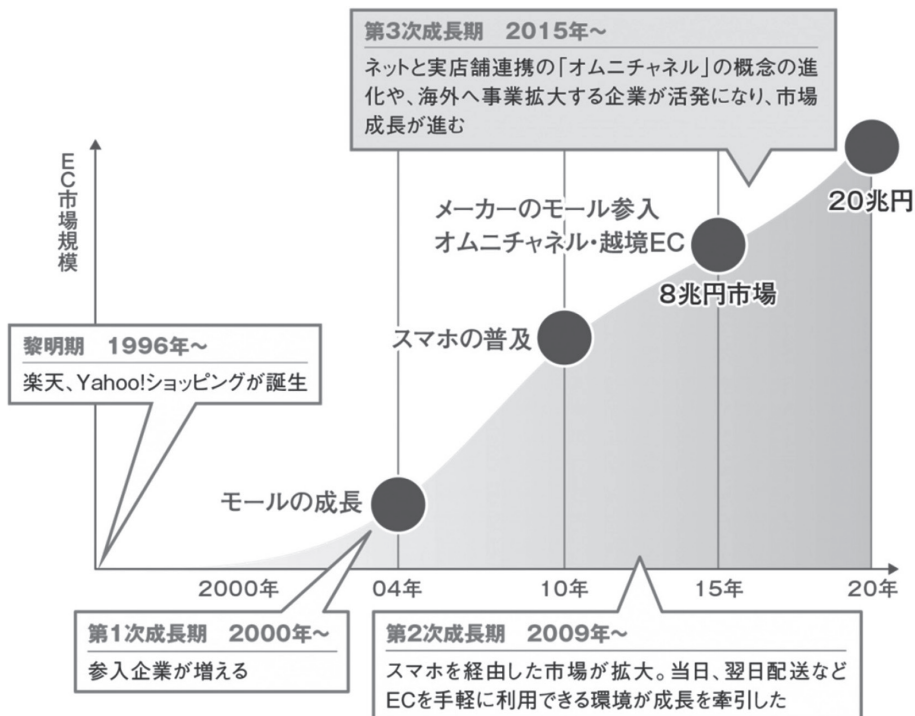 第3次成長期　2015年～
ネットと実店舗連携の「オムニチャネル」の概念の進
化や、海外へ事業拡大する企業が活発になり、市場
成長が進む
EC市場規模
20兆円
メーカーのモール参入
オムニチャネル・越境EC
8兆円市場
スマホの普及
黎明期　1996年～
楽天、Yahoo!ショッピングが誕生
モールの成長
2000年
04年
10年
15年
20年
第1次成長期　2000年～
参入企業が増える
第2次成長期　2009年～
スマホを経由した市場が拡大。当日、翌日配送など
ECを手軽に利用できる環境が成長を牽引した